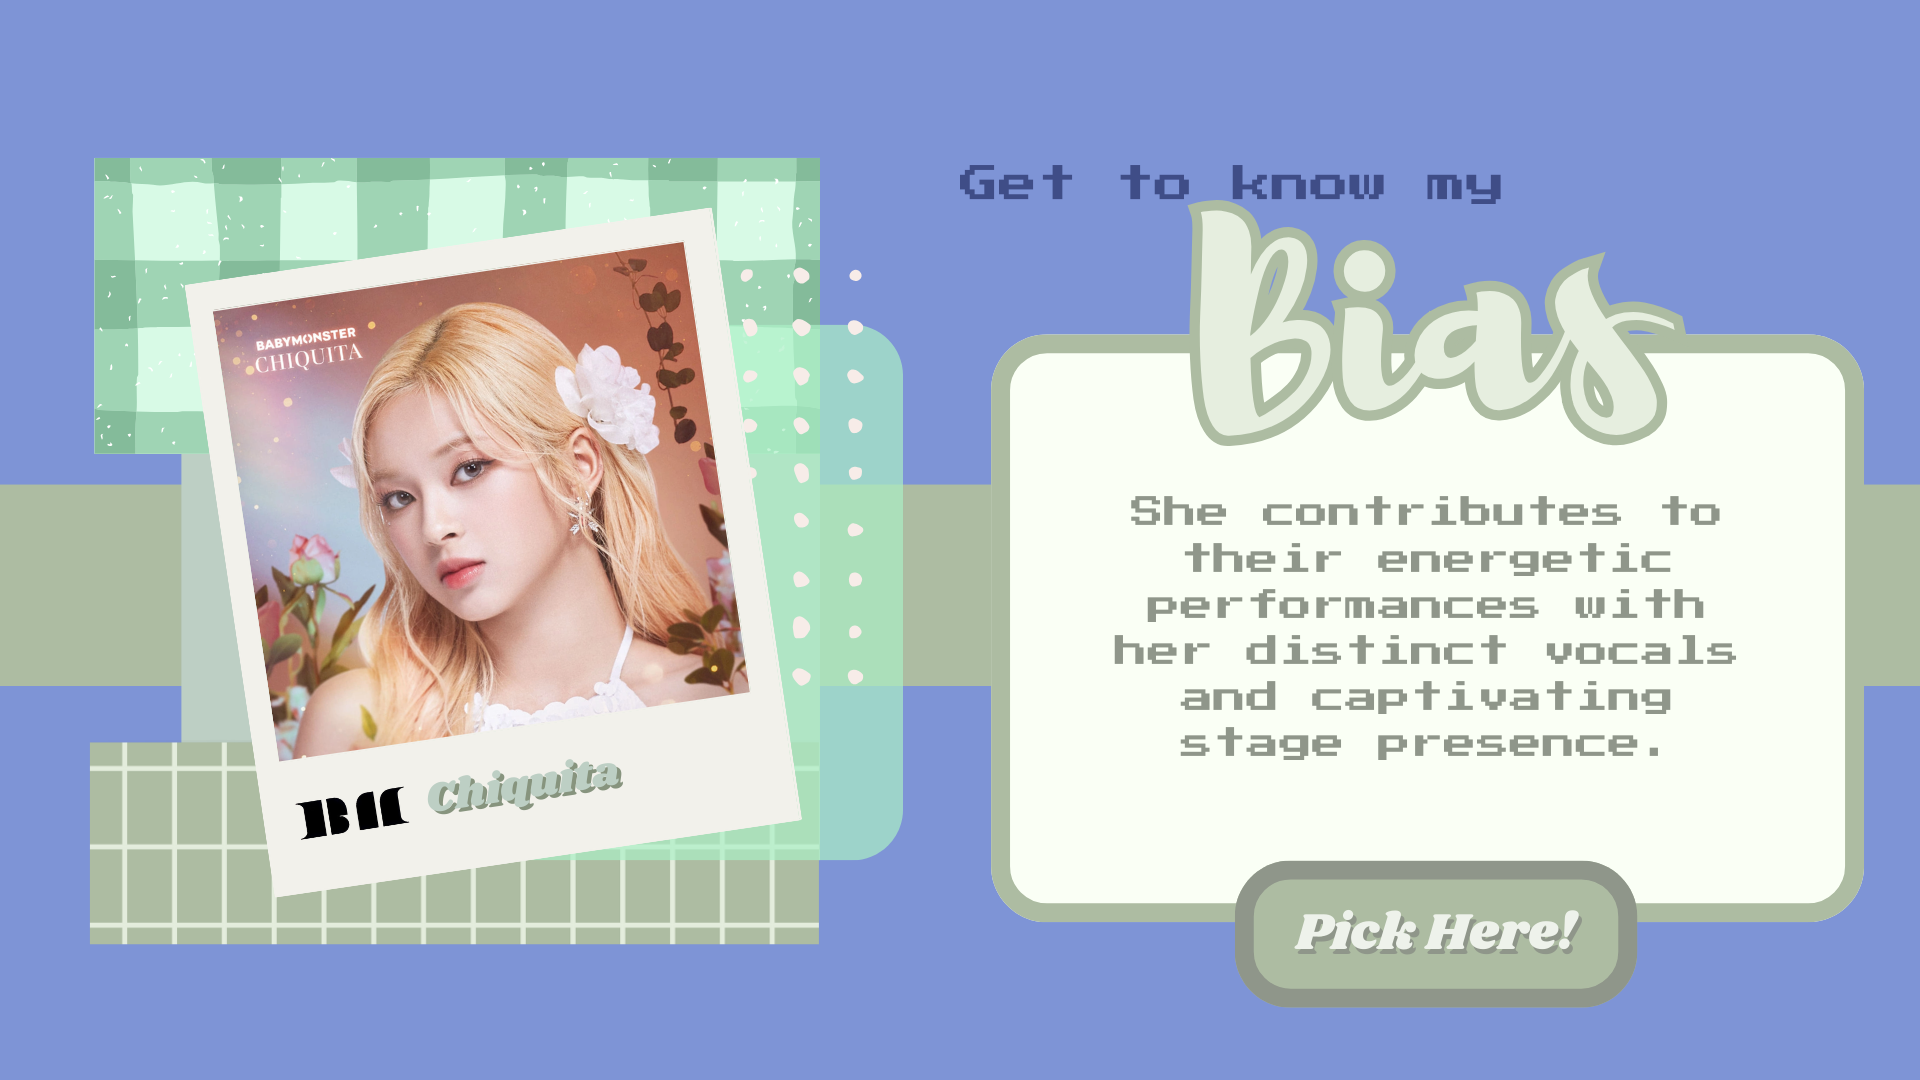 BABYMONSTER
CHIQUITA
BM Chiquita
Get to know my
Bias
She contributes to
their energetic
performances with
her distinct vocals
and captivating
stage presence.
Pick Here!